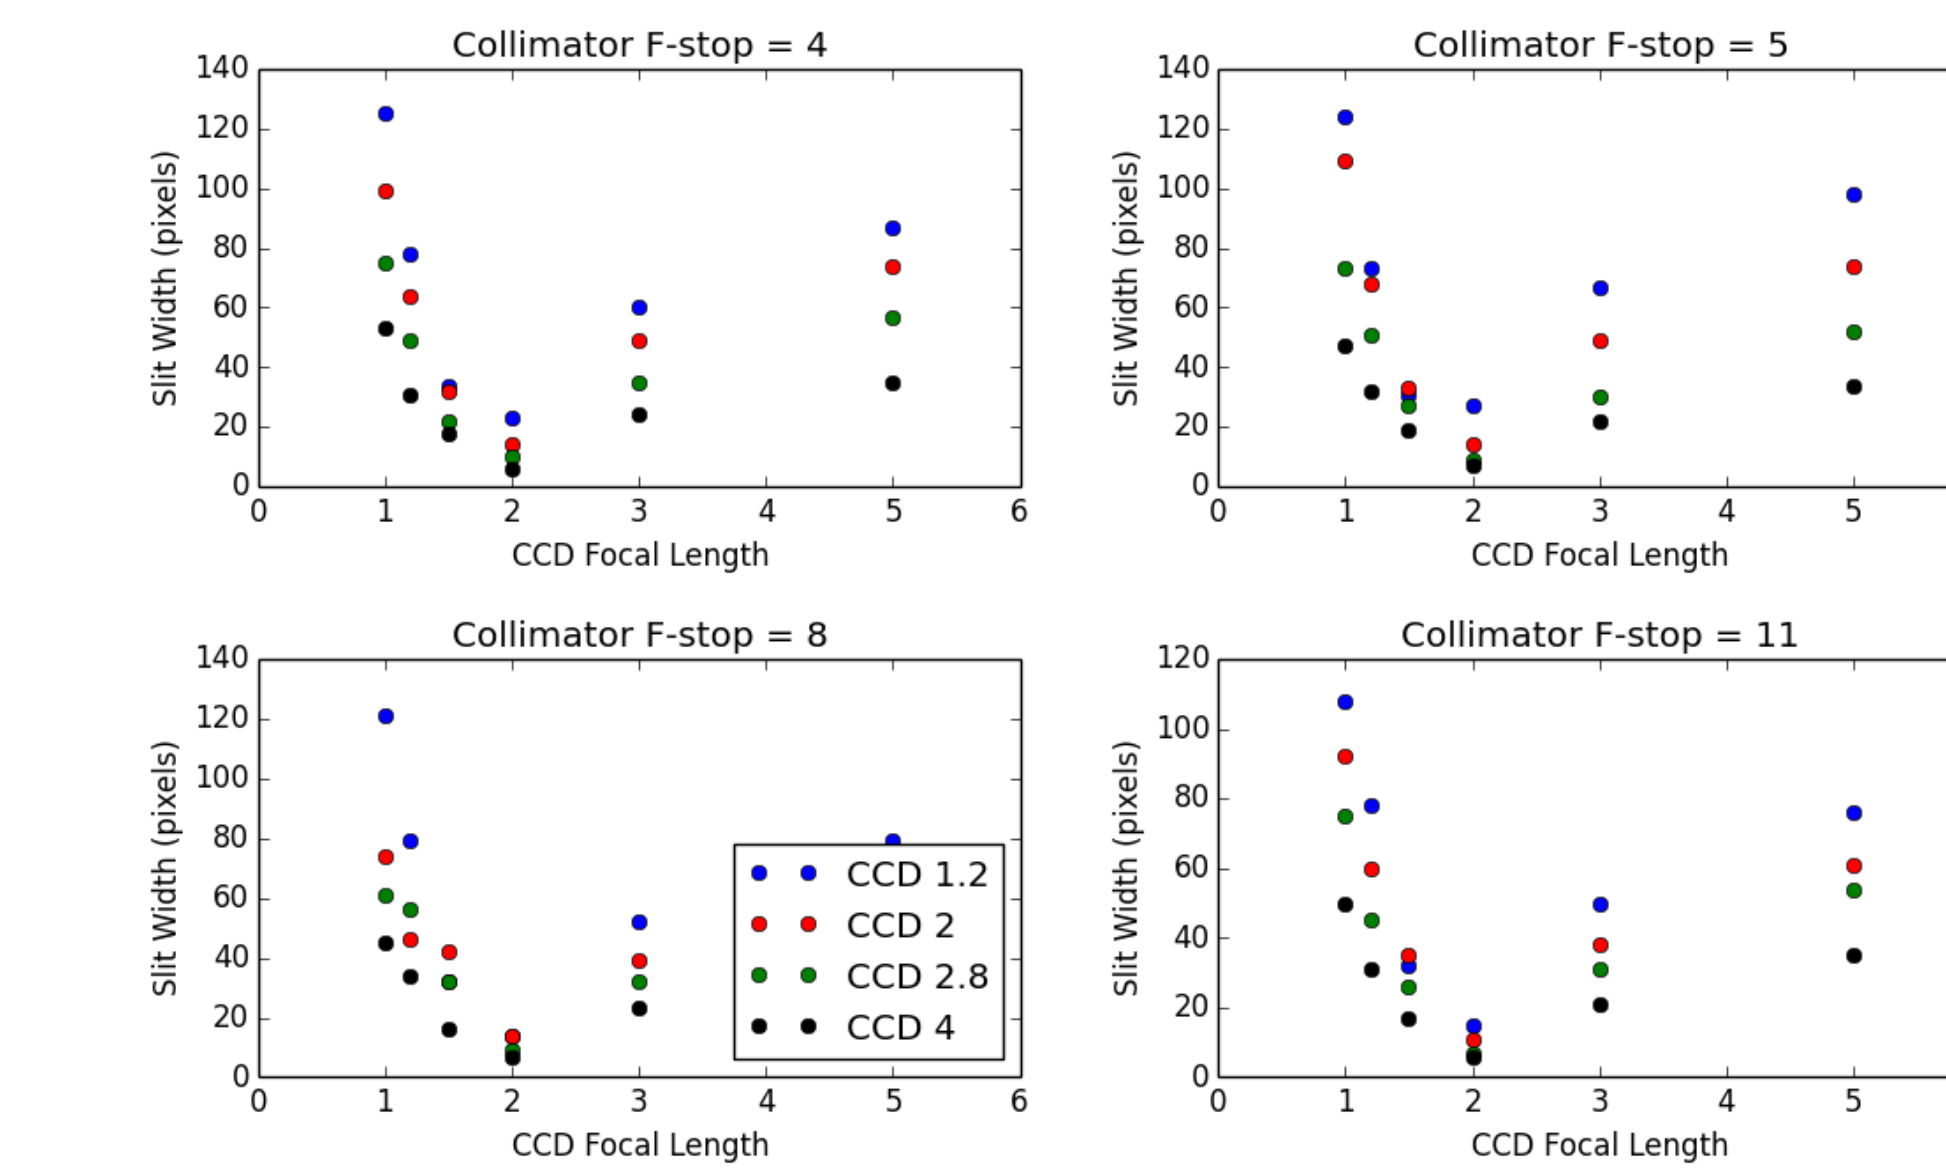 Collimator F-stop = 4
140
120
100
80
60
40
20
0
Slit Width (pixels)
0 1 2 3 4 5 6
CCD Focal Length
Collimator F-stop = 5
140
120
100
80
60
40
20
0
Slit Width (pixels)
0 1 2 3 4 5
CCD Focal Length
Collimator F-stop = 8
140
120
100
80
60
40
20
0
Slit Width (pixels)
0 1 2 3 4 5 6
CCD Focal Length
CCD 1.2
CCD 2
CCD 2.8
CCD 4
Collimator F-stop = 11
120
100
80
60
40
20
0
Slit Width (pixels)
0 1 2 3 4 5
CCD Focal Length